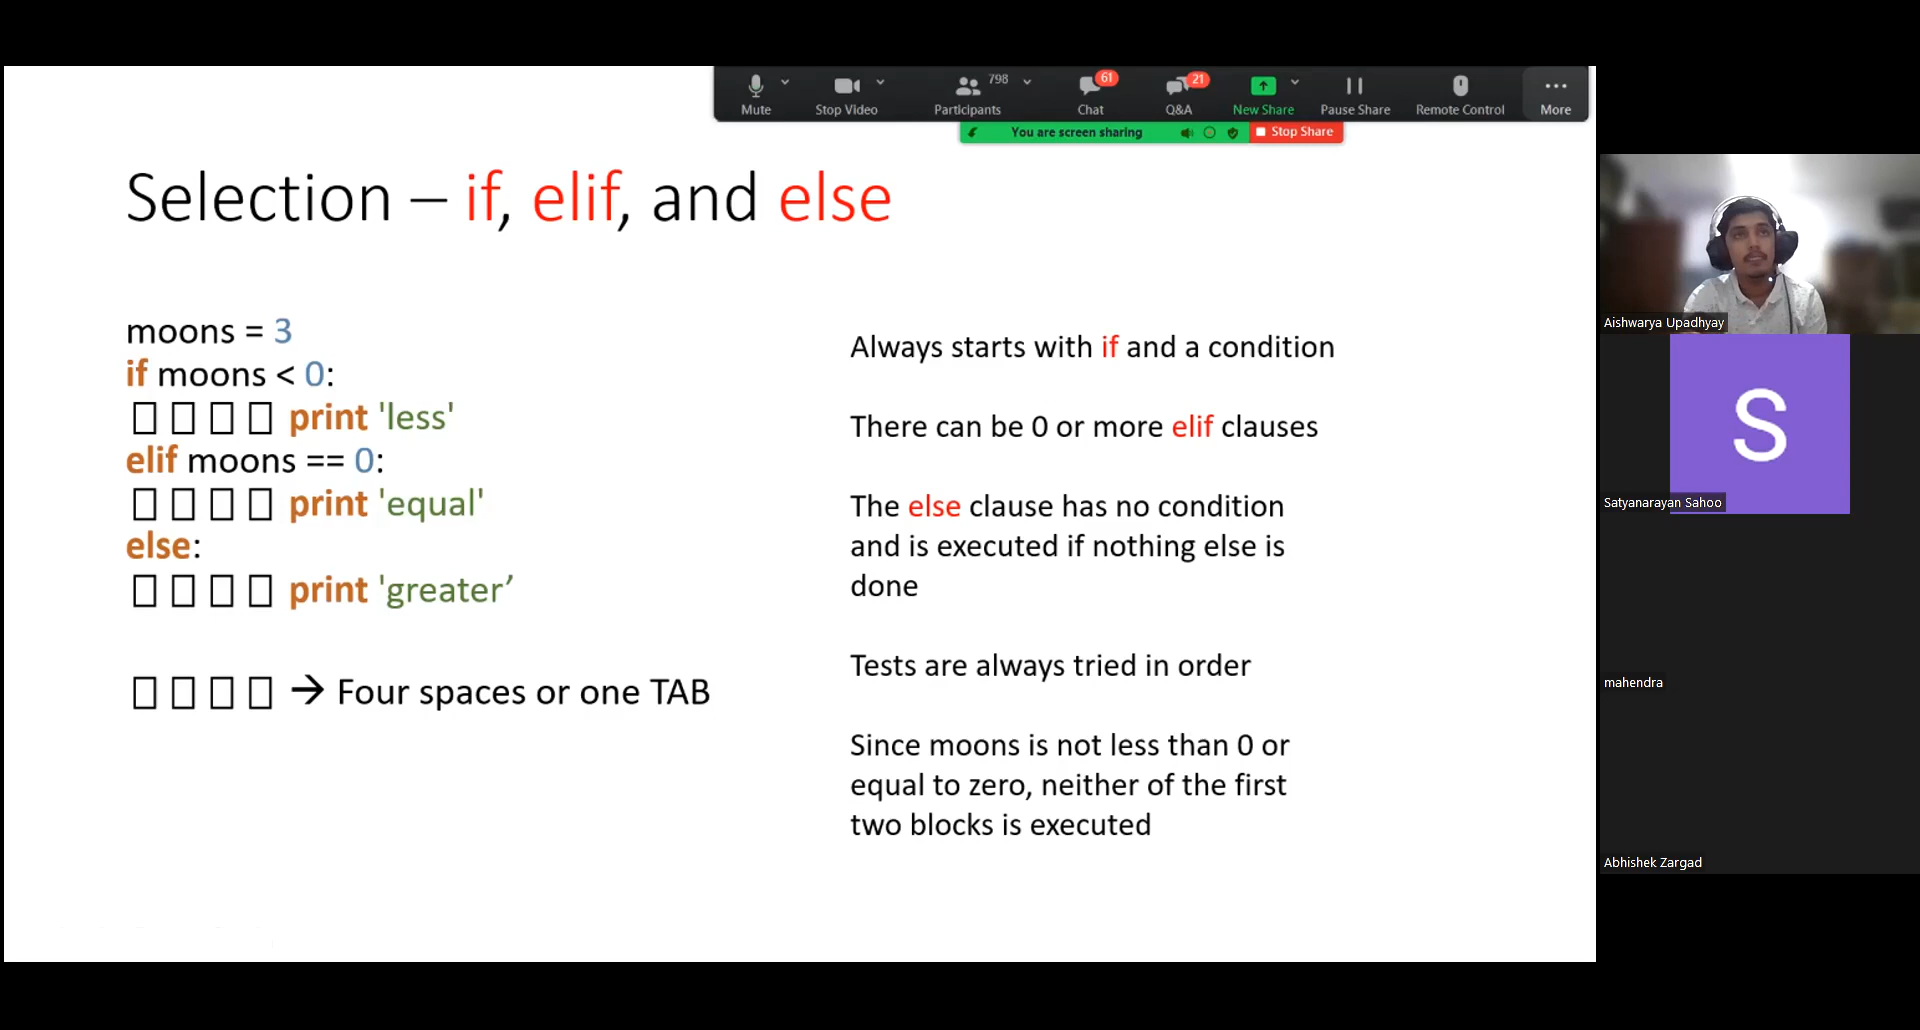 798
61
21
Mute
Stop Video
Participants
Chat
Q&A
New Share
Pause Share
Remote Control
More
You are screen sharing
Stop Share
Selection – if, elif, and else
moons = 3
if moons < 0:
□ □ □ □ print 'less'
elif moons == 0:
□ □ □ □ print 'equal'
else:
□ □ □ □ print 'greater’
□ □ □ □ → Four spaces or one TAB
Always starts with if and a condition
There can be 0 or more elif clauses
The else clause has no condition
and is executed if nothing else is
done
Tests are always tried in order
Since moons is not less than 0 or
equal to zero, neither of the first
two blocks is executed
Aishwarya Upadhyay
S
Satyanarayan Sahoo
mahendra
Abhishek Zargad